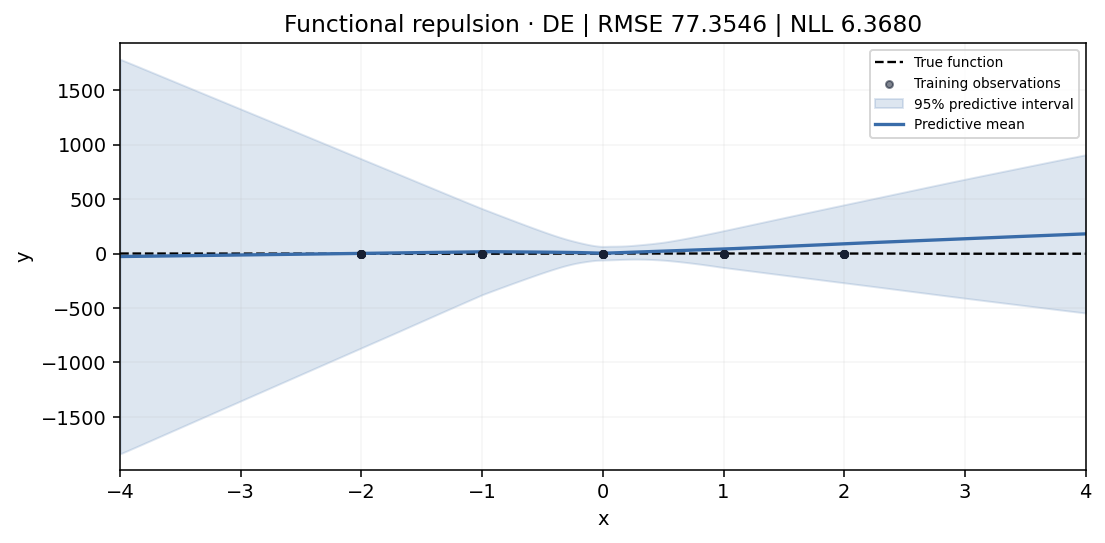 Functional repulsion · DE | RMSE 77.3546 | NLL 6.3680
True function
Training observations
95% predictive interval
Predictive mean
1500
1000
500
0
−500
−1000
−1500
y
−4 −3 −2 −1 0 1 2 3 4
x